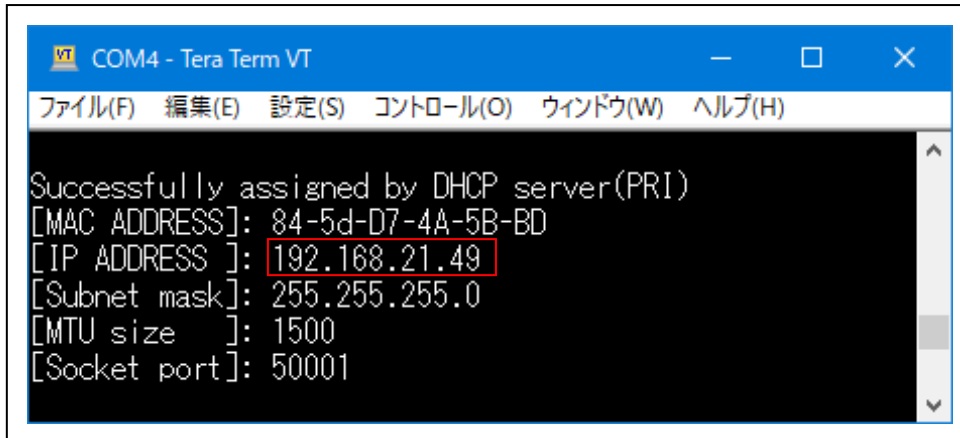 COM4 - Tera Term VT
ファイル(F) 編集(E) 設定(S) コントロール(O) ウィンドウ(W) ヘルプ(H)
Successfully assigned by DHCP server(PRI)
[MAC ADDRESS]: 84-5d-D7-4A-5B-BD
[IP ADDRESS ]: 192.168.21.49
[Subnet mask]: 255.255.255.0
[MTU size   ]: 1500
[Socket port]: 50001